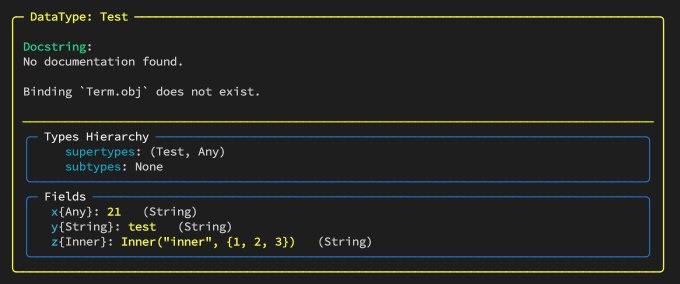 DataType: Test
Docstring:
No documentation found.
Binding `Term.obj` does not exist.
Types Hierarchy
supertypes: (Test, Any)
subtypes: None
Fields
x{Any}: 21 (String)
y{String}: test (String)
z{Inner}: Inner("inner", {1, 2, 3}) (String)